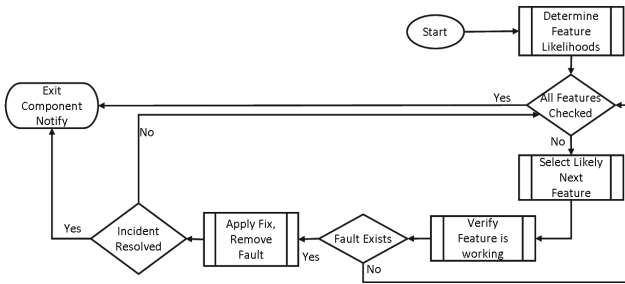 Start
Determine
Feature
Likelihoods
Exit
Component
Notify
Yes
All Features
Checked
No
No
Select Likely
Next
Feature
Yes
Incident
Resolved
Apply Fix,
Remove
Fault
Yes
Fault Exists
No
Verify
Feature is
working